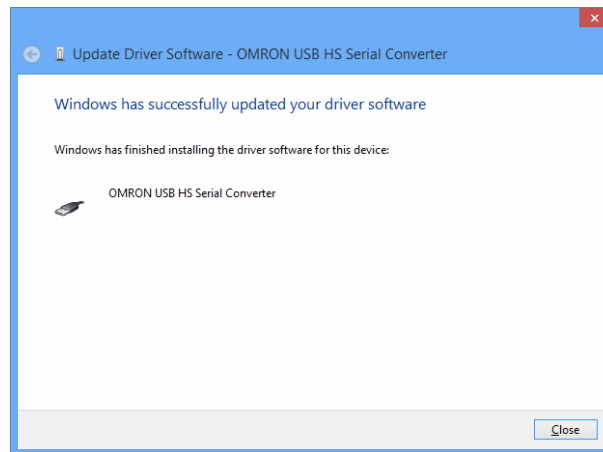 Update Driver Software - OMRON USB HS Serial Converter
Windows has successfully updated your driver software
Windows has finished installing the driver software for this device:
OMRON USB HS Serial Converter
Close